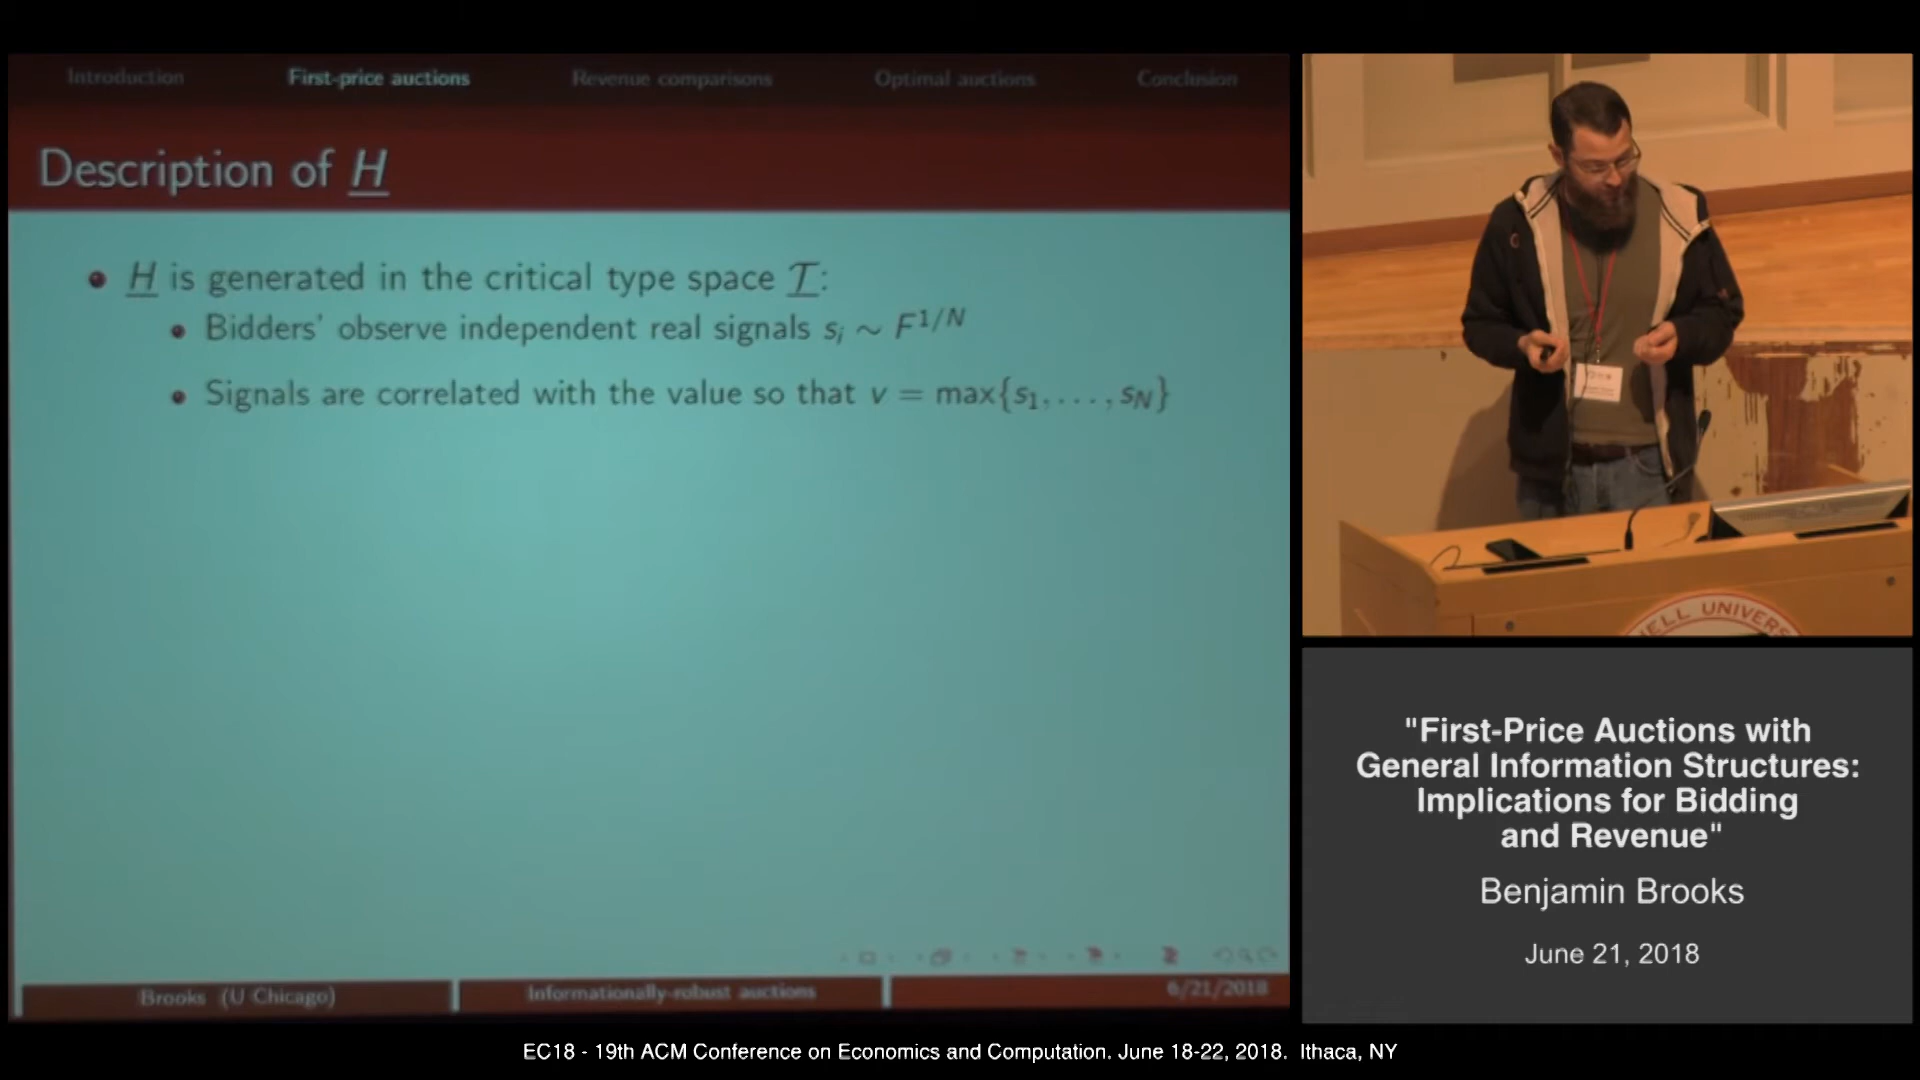 Introduction First-price auctions Revenue comparisons Optimal auctions Conclusion
Description of H
H is generated in the critical type space T:
Bidders' observe independent real signals sᵢ ∼ F^{1/N}
Signals are correlated with the value so that v = max{s₁, . . . , s_N}
Brooks (U Chicago) Informationally-robust auctions 6/21/2018
NELL UNIVERS
"First-Price Auctions with
General Information Structures:
Implications for Bidding
and Revenue"
Benjamin Brooks
June 21, 2018
EC18 - 19th ACM Conference on Economics and Computation. June 18-22, 2018. Ithaca, NY